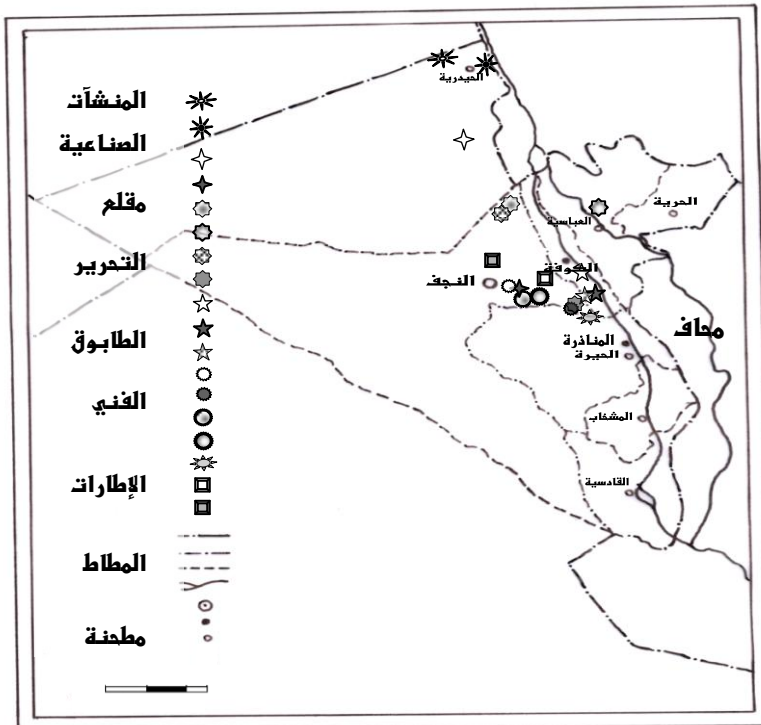 المنشآت
الصناعية
مقلع
التحرير
الطابوق
الفني
الإطارات
المطاط
مطحنة
الحيدرية
الحرية
العباسية
الكوفة
النجف
محاف
المناذرة
الحيرة
المشخاب
القادسية